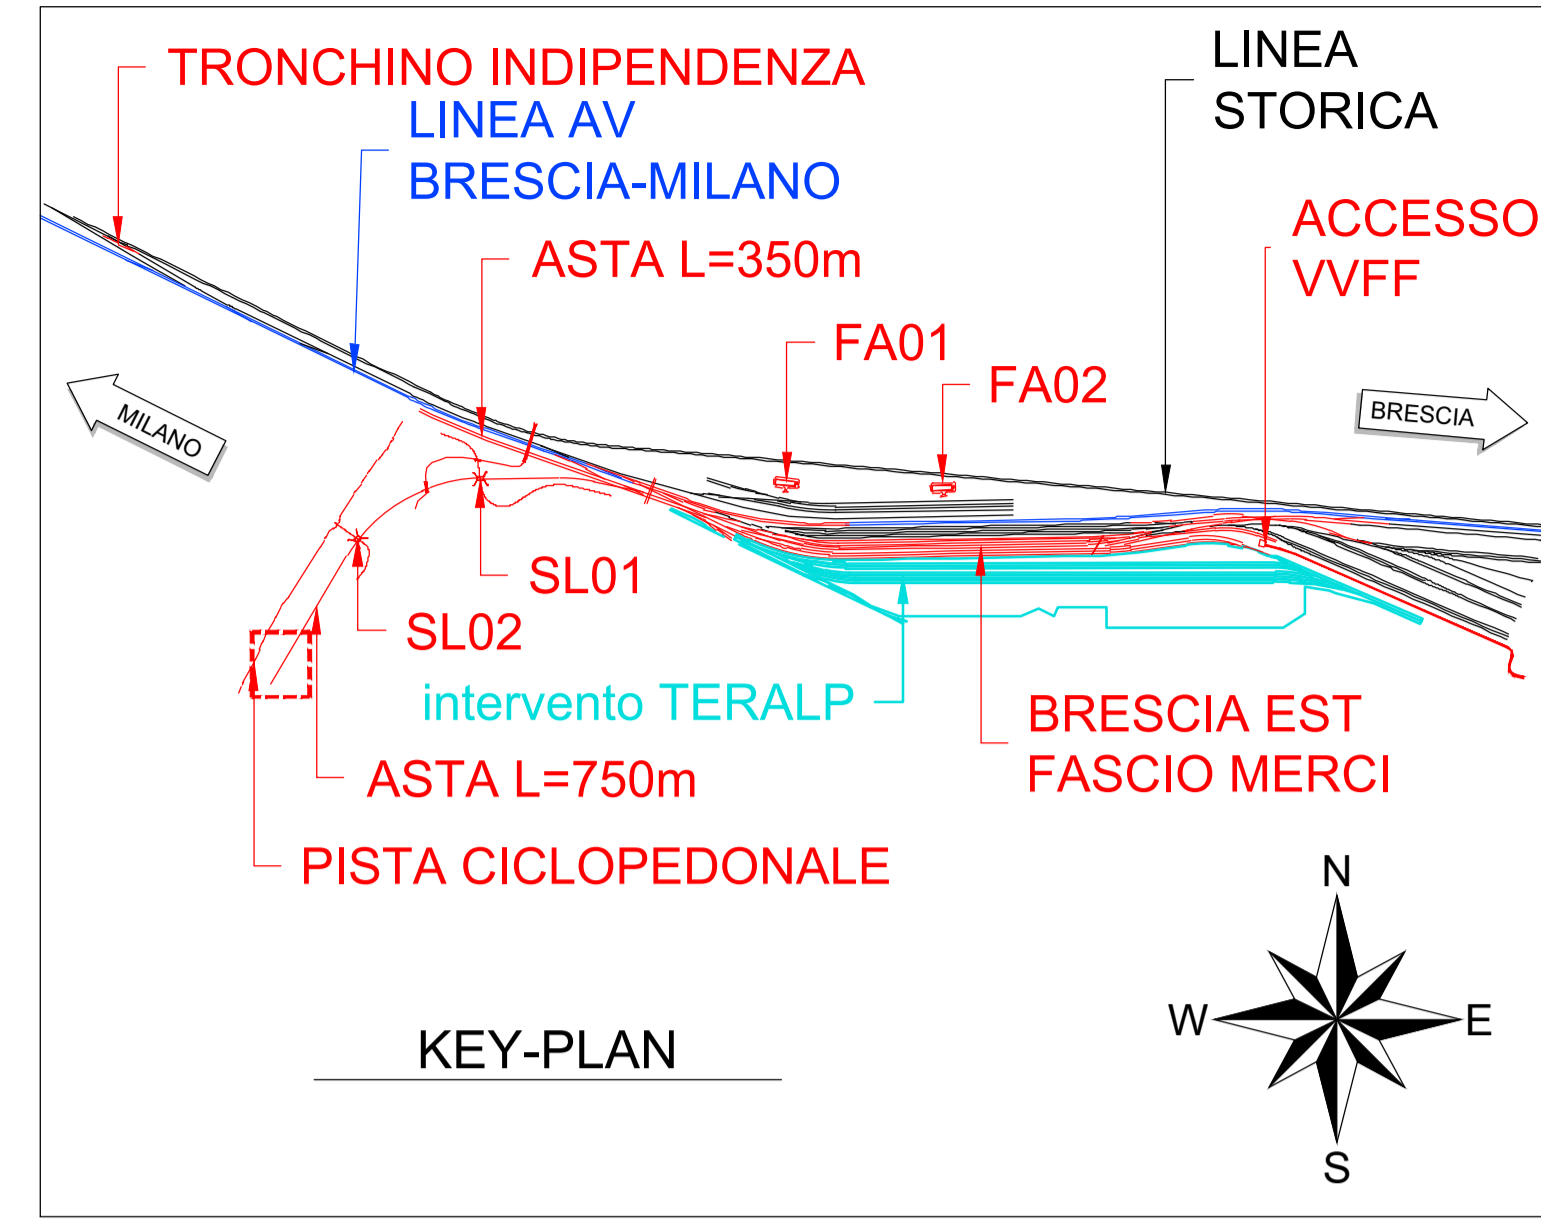 TRONCHINO INDIPENDENZA
LINEA AV
BRESCIA-MILANO
LINEA
STORICA
ASTA L=350m
ACCESSO
VVFF
FA01
FA02
MILANO
BRESCIA
SL01
SL02
intervento TERALP
BRESCIA EST
FASCIO MERCI
ASTA L=750m
PISTA CICLOPEDONALE
KEY-PLAN
N
W
E
S